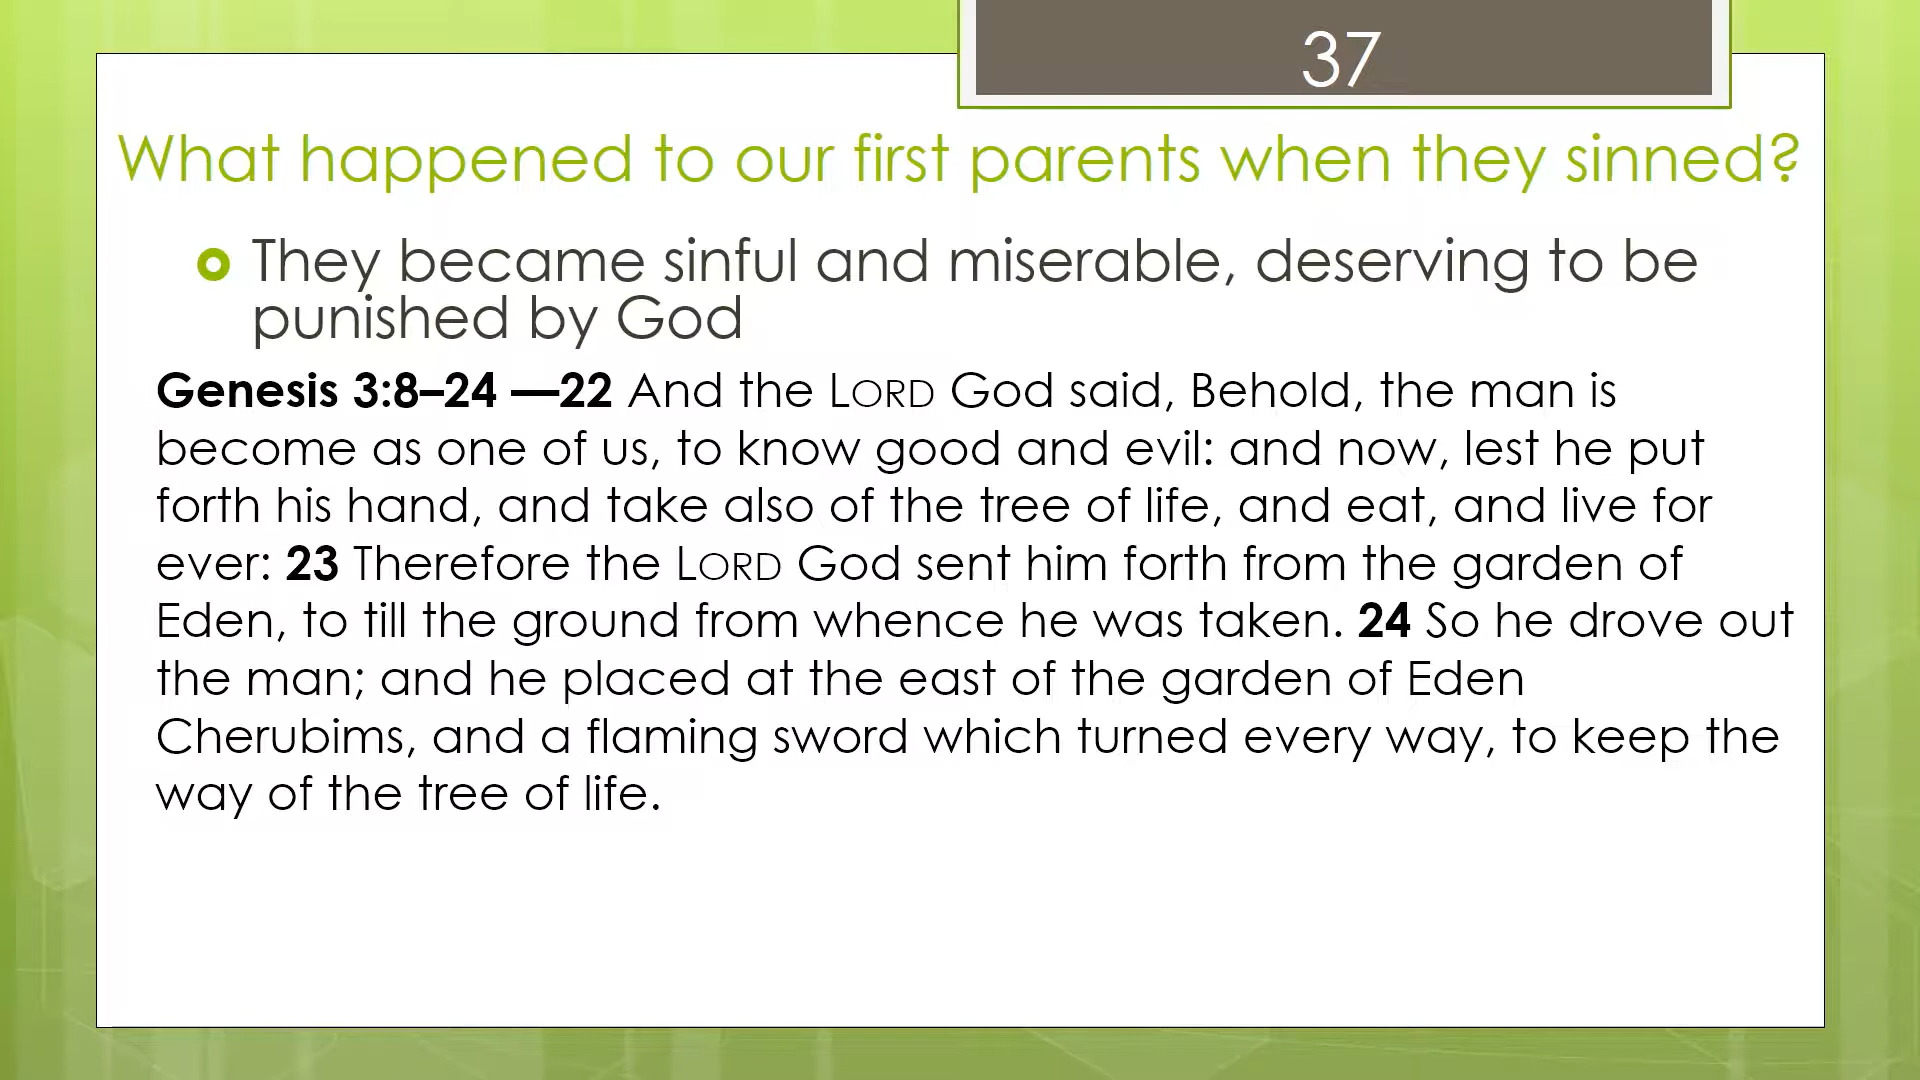 37
What happened to our first parents when they sinned?
They became sinful and miserable, deserving to be
punished by God
Genesis 3:8–24 —22 And the LORD God said, Behold, the man is
become as one of us, to know good and evil: and now, lest he put
forth his hand, and take also of the tree of life, and eat, and live for
ever: 23 Therefore the LORD God sent him forth from the garden of
Eden, to till the ground from whence he was taken. 24 So he drove out
the man; and he placed at the east of the garden of Eden
Cherubims, and a flaming sword which turned every way, to keep the
way of the tree of life.